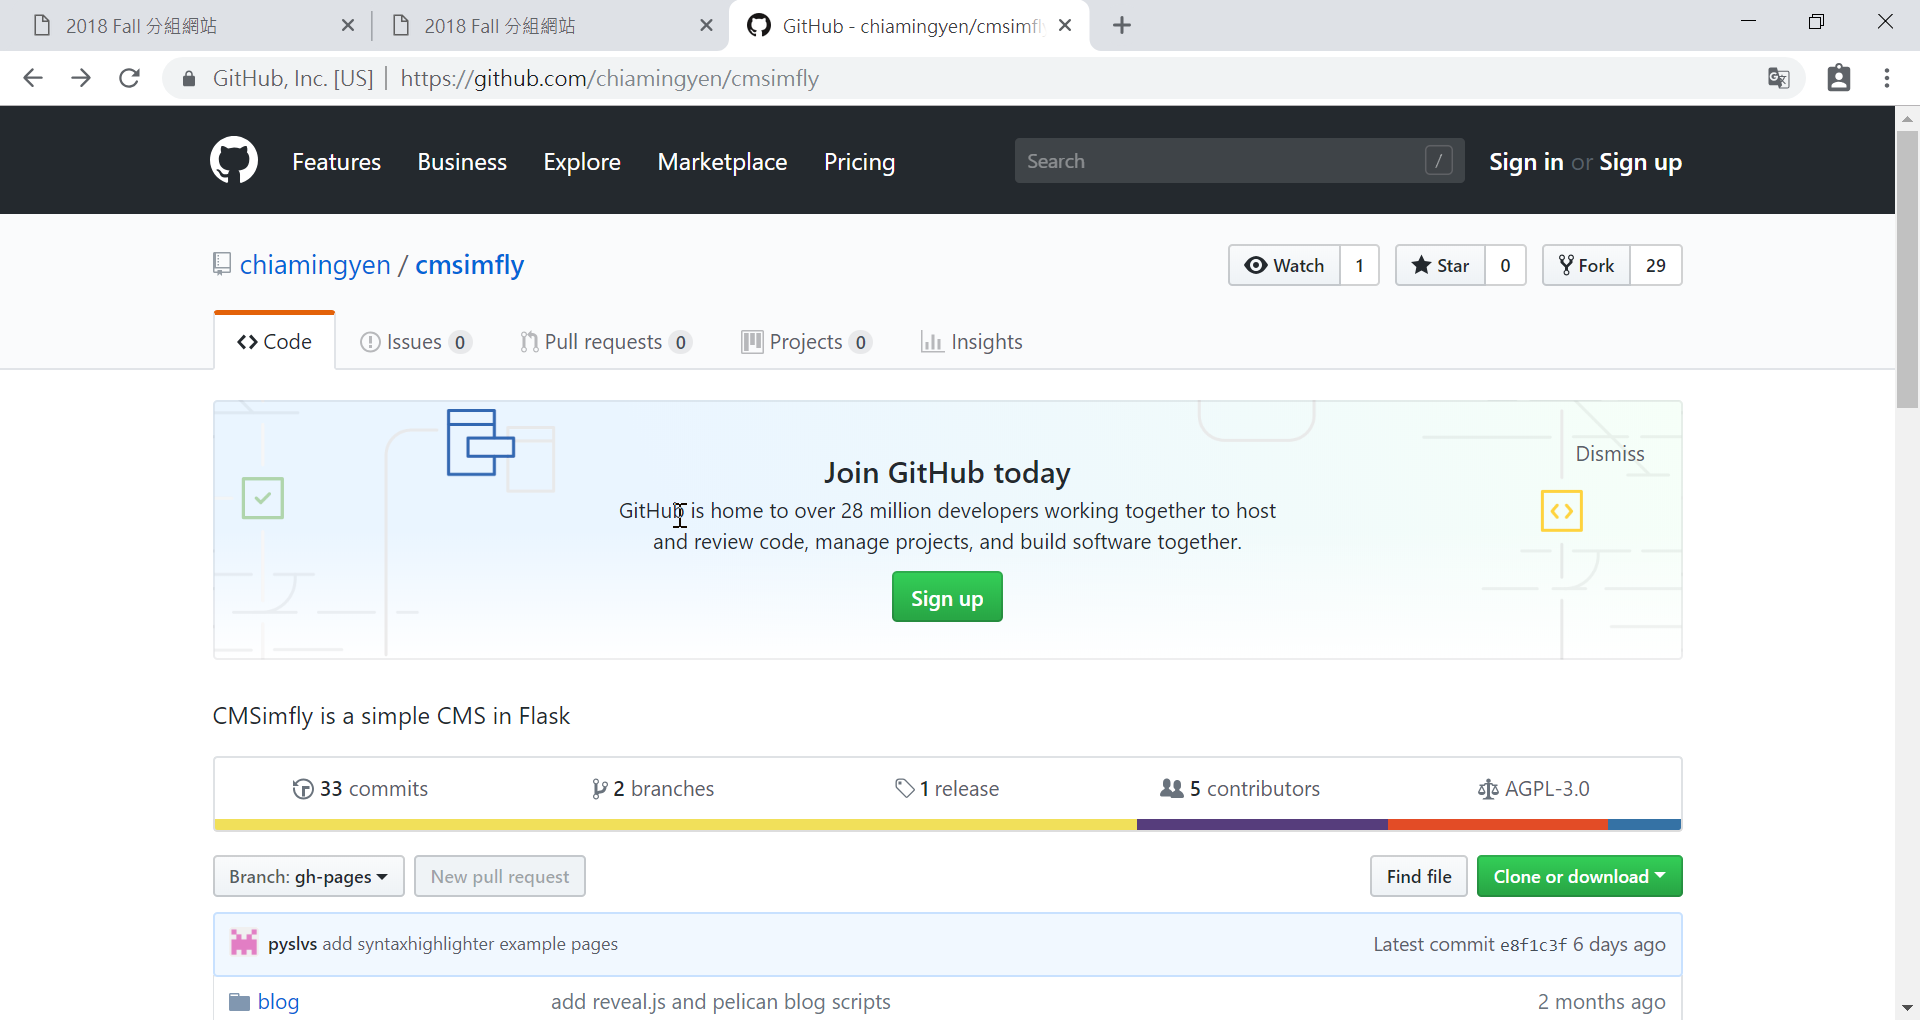 2018 Fall 分組網站
2018 Fall 分組網站
GitHub - chiamingyen/cmsimfly
GitHub, Inc. [US] | https://github.com/chiamingyen/cmsimfly
Features Business Explore Marketplace Pricing Search / Sign in or Sign up
chiamingyen / cmsimfly
Watch 1 Star 0 Fork 29
Code Issues 0 Pull requests 0 Projects 0 Insights
Dismiss
Join GitHub today
GitHub is home to over 28 million developers working together to host
and review code, manage projects, and build software together.
Sign up
CMSimfly is a simple CMS in Flask
33 commits 2 branches 1 release 5 contributors AGPL-3.0
Branch: gh-pages New pull request Find file Clone or download
pyslvs add syntaxhighlighter example pages Latest commit e8f1c3f 6 days ago
blog add reveal.js and pelican blog scripts 2 months ago